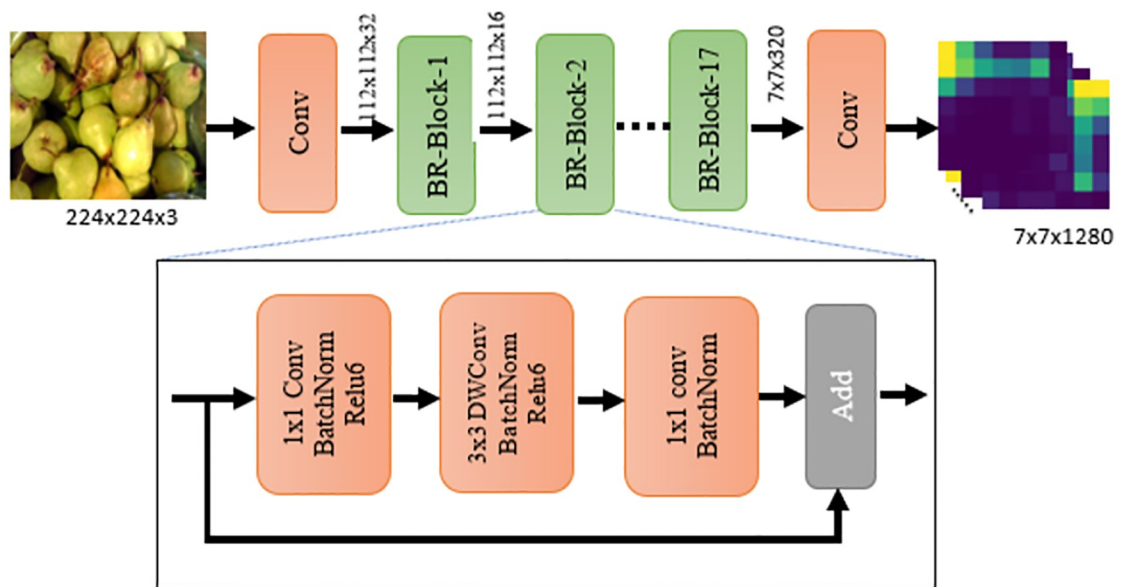 Conv
112x112x32
BR-Block-1
112x112x16
BR-Block-2
BR-Block-17
7x7x320
Conv
224x224x3
7x7x1280
1x1 Conv
BatchNorm
Relu6
3x3 DWConv
BatchNorm
Relu6
1x1 conv
BatchNorm
Add